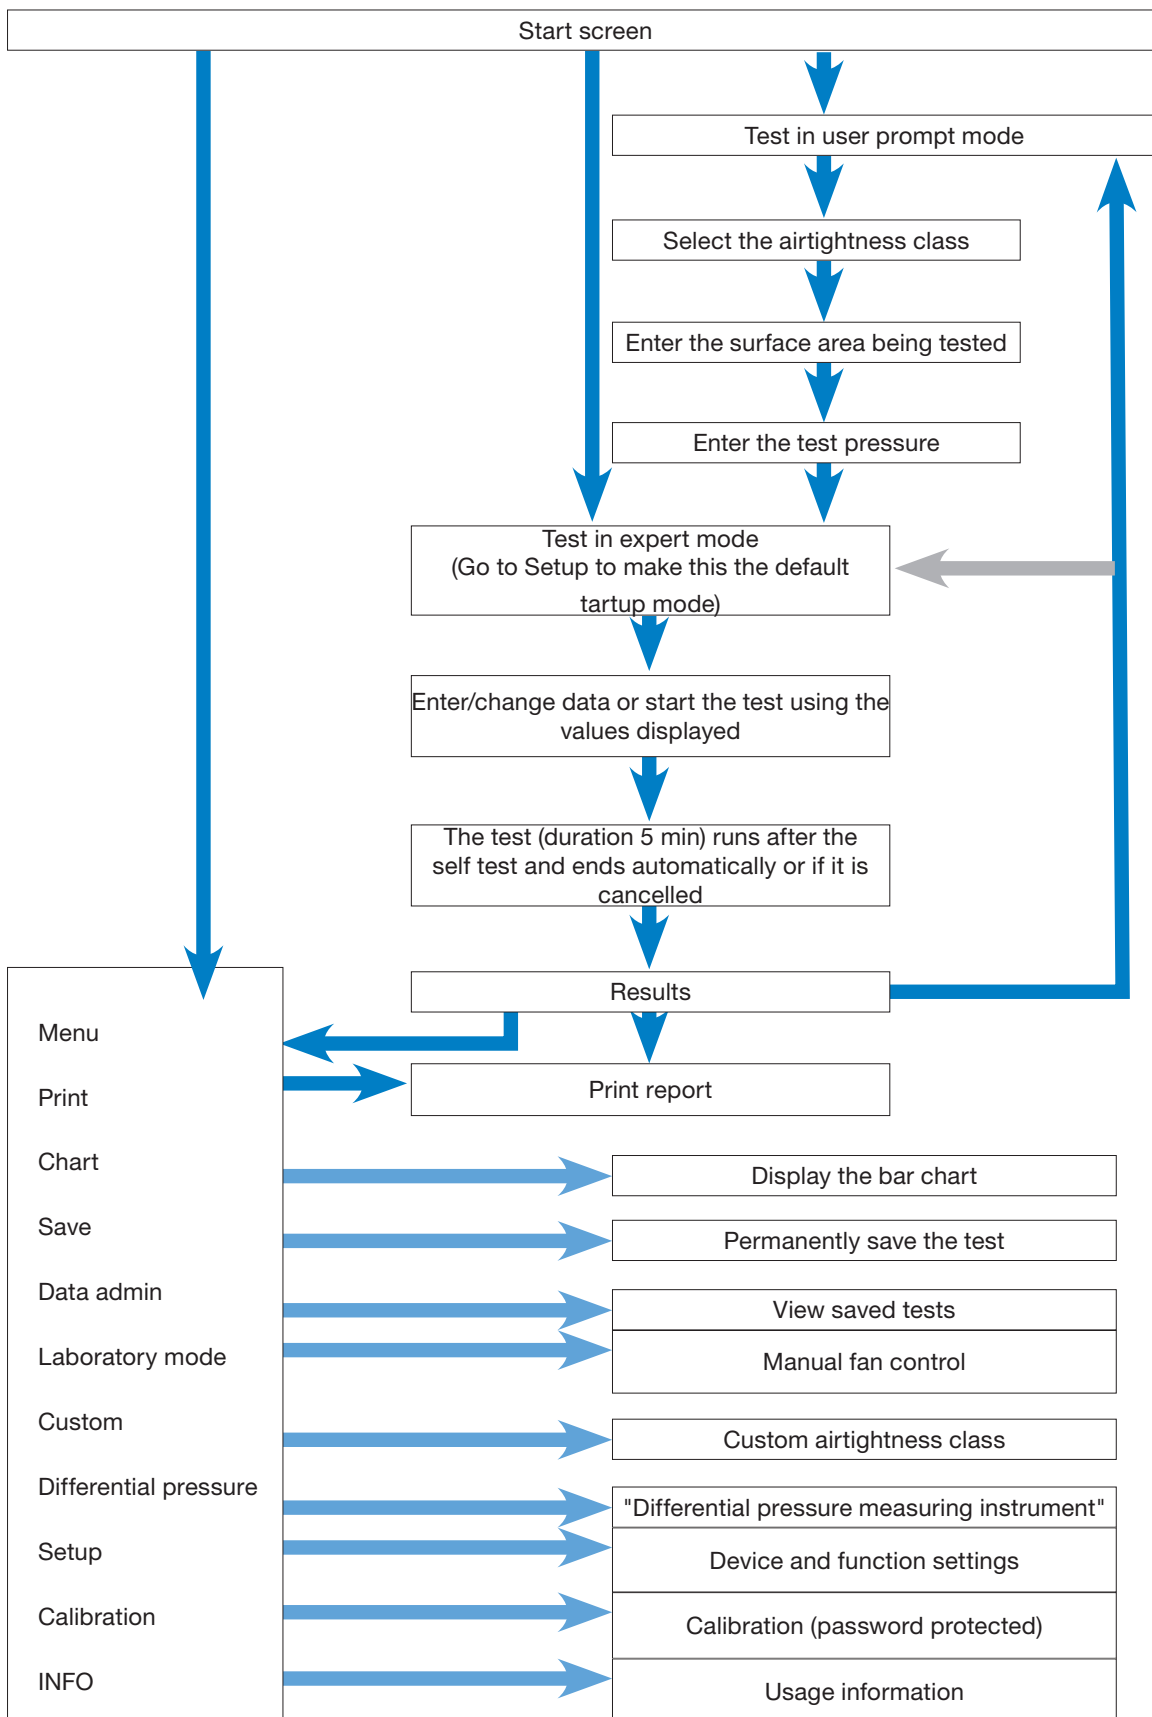 Start screen
Test in user prompt mode
Select the airtightness class
Enter the surface area being tested
Enter the test pressure
Test in expert mode
(Go to Setup to make this the default
tartup mode)
Enter/change data or start the test using the
values displayed
The test (duration 5 min) runs after the
self test and ends automatically or if it is
cancelled
Results
Menu
Print report
Print
Chart
Display the bar chart
Save
Permanently save the test
Data admin
View saved tests
Laboratory mode
Manual fan control
Custom
Custom airtightness class
Differential pressure
"Differential pressure measuring instrument"
Setup
Device and function settings
Calibration
Calibration (password protected)
INFO
Usage information